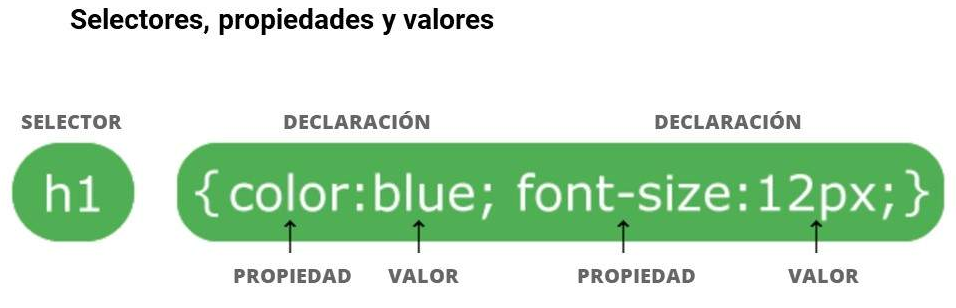 Selectores, propiedades y valores
SELECTOR DECLARACIÓN DECLARACIÓN
h1 {color:blue; font-size:12px;}
PROPIEDAD VALOR PROPIEDAD VALOR